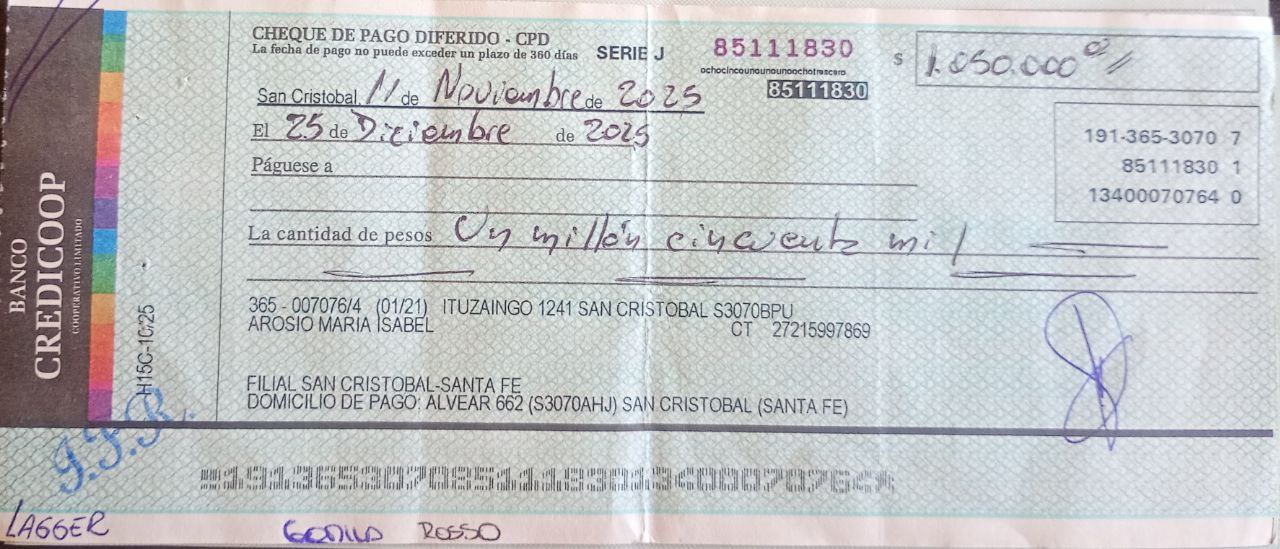 CHEQUE DE PAGO DIFERIDO - CPD
La fecha de pago no puede exceder un plazo de 360 días
SERIE J
85111830
ochocincounounounoochotrescero
85111830
$ 1.050.000
San Cristobal, 11 de Noviembre de 2025
El 25 de Diciembre de 2025
191-365-3070 7
85111830 1
13400070764 0
Páguese a
La cantidad de pesos Un millón cincuenta mil
365 - 007076/4 (01/21) ITUZAINGO 1241 SAN CRISTOBAL S3070BPU
AROSIO MARIA ISABEL
CT 27215997869
FILIAL SAN CRISTOBAL-SANTA FE
DOMICILIO DE PAGO: ALVEAR 662 (S3070AHJ) SAN CRISTOBAL (SANTA FE)
BANCO
CREDICOOP
COOPERATIVO LIMITADO
H15C-10/25
191365307085111830134000707640
LAGGER
ROSSO